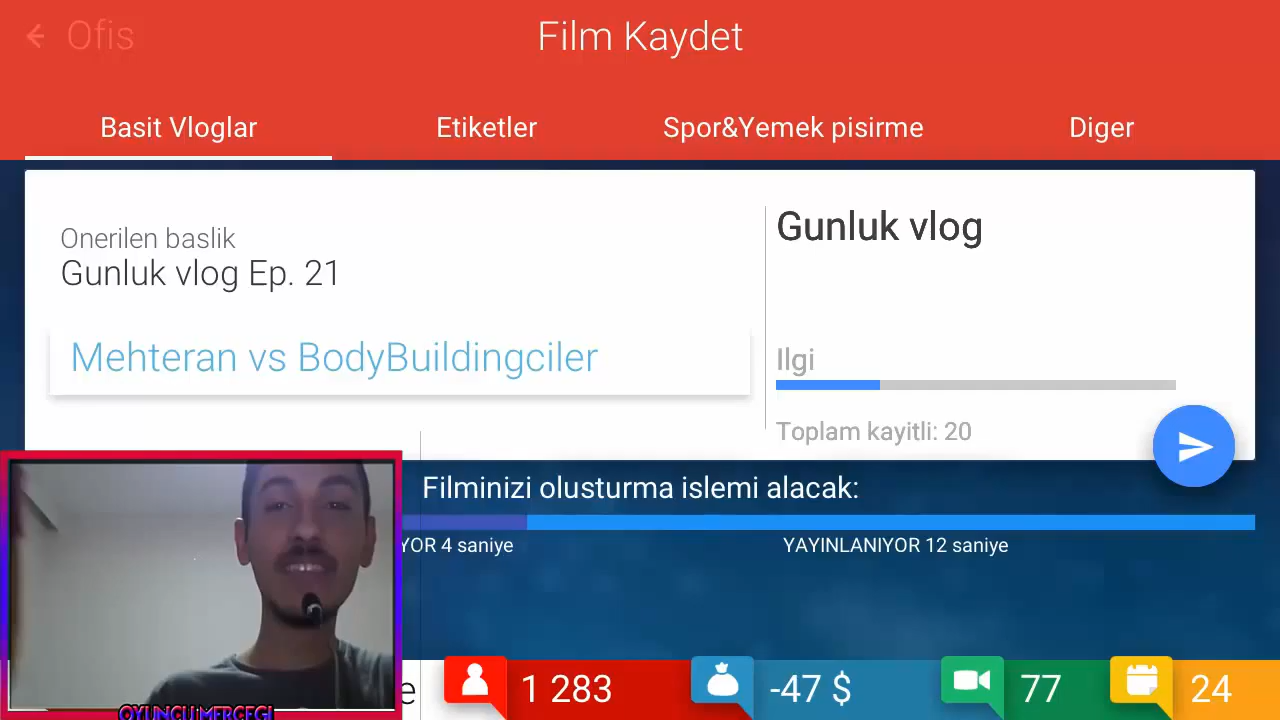 Ofis
Film Kaydet
Basit Vloglar
Etiketler
Spor&Yemek pisirme
Diger
Onerilen baslik
Gunluk vlog Ep. 21
Mehteran vs BodyBuildingciler
Gunluk vlog
Ilgi
Toplam kayitli: 20
Filminizi olusturma islemi alacak:
YOR 4 saniye
YAYINLANIYOR 12 saniye
e
1 283
-47 $
77
24
OYUNCU MERCEGI